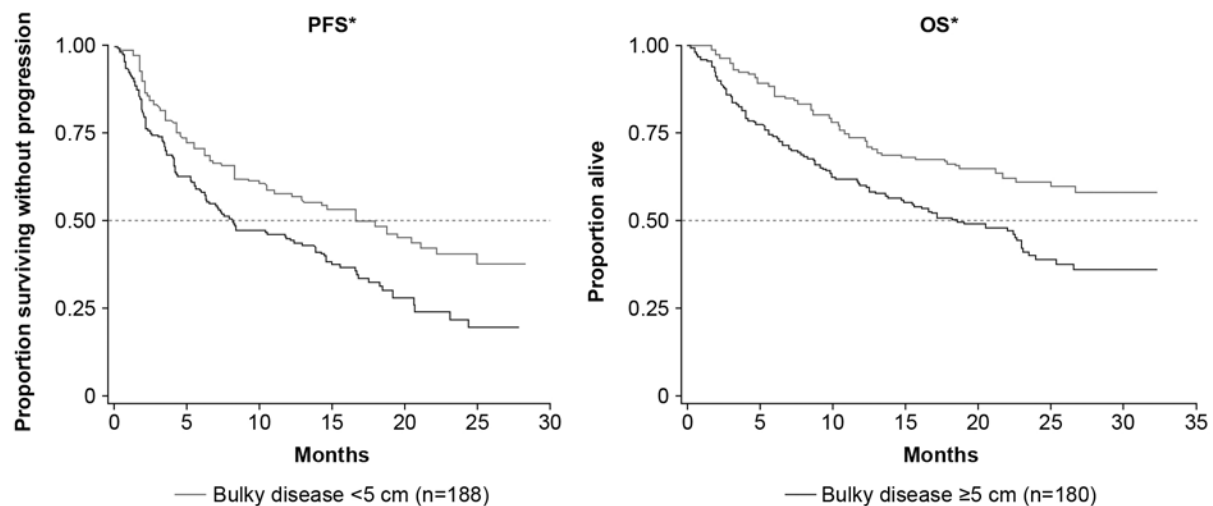 PFS*
Proportion surviving without progression
1.00
0.75
0.50
0.25
0
0 5 10 15 20 25 30
Months
OS*
Proportion alive
1.00
0.75
0.50
0.25
0
0 5 10 15 20 25 30 35
Months
Bulky disease <5 cm (n=188)
Bulky disease ≥5 cm (n=180)